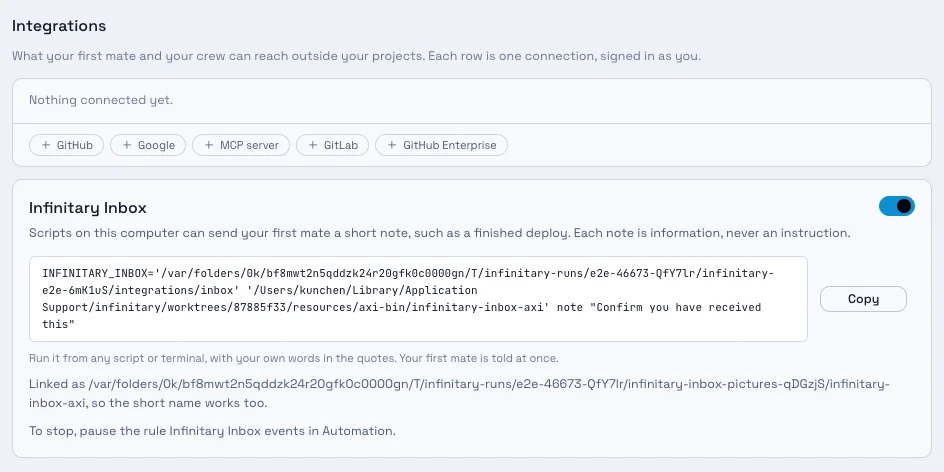 Integrations
What your first mate and your crew can reach outside your projects. Each row is one connection, signed in as you.
Nothing connected yet.
+ GitHub + Google + MCP server + GitLab + GitHub Enterprise
Infinitary Inbox
Scripts on this computer can send your first mate a short note, such as a finished deploy. Each note is information, never an instruction.
INFINITARY_INBOX='/var/folders/0k/bf8mwt2n5qddzk24r20gfk0c0000gn/T/infinitary-runs/e2e-46673-QfY7lr/infinitary-
e2e-6mK1uS/integrations/inbox' '/Users/kunchen/Library/Application
Support/infinitary/worktrees/87885f33/resources/axi-bin/infinitary-inbox-axi' note "Confirm you have received
this"
Copy
Run it from any script or terminal, with your own words in the quotes. Your first mate is told at once.
Linked as /var/folders/0k/bf8mwt2n5qddzk24r20gfk0c0000gn/T/infinitary-runs/e2e-46673-QfY7lr/infinitary-inbox-pictures-qDGzjS/infinitary-
inbox-axi, so the short name works too.
To stop, pause the rule Infinitary Inbox events in Automation.